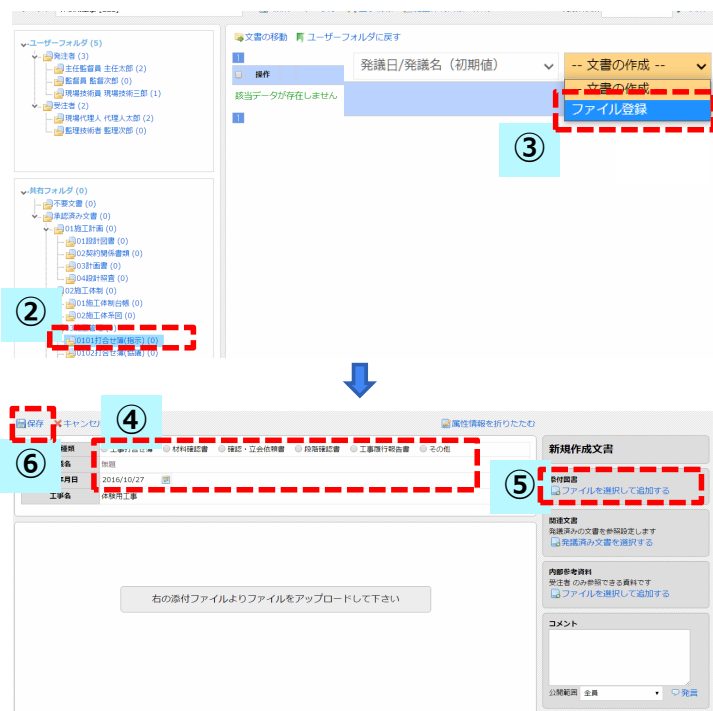 ユーザーフォルダ (5)
発注者 (3)
主任監督員 主任太郎 (2)
監督員 監督次郎 (0)
現場技術員 現場技術三郎 (1)
受注者 (2)
現場代理人 代理人太郎 (2)
監理技術者 監理次郎 (0)
文書の移動 ユーザーフォルダに戻す
1
操作
発議日/発議名（初期値）
-- 文書の作成 --
-- 文書の作成 --
ファイル登録
該当データが存在しません
1
③
共有フォルダ (0)
不要文書 (0)
承認済み文書 (0)
01施工計画 (0)
01設計図書 (0)
02契約関係書類 (0)
03計画書 (0)
04設計照査 (0)
02施工体制 (0)
01施工体制台帳 (0)
02施工体系図 (0)
②
0101打合せ簿(指示) (0)
0102打合せ簿(協議) (0)
保存 キャンセル
④
属性情報を折りたたむ
⑥
種類
工事打合せ簿 材料確認書 確認・立会依頼書 段階確認書 工事履行報告書 その他
無題
年月日
2016/10/27
工事名
体験用工事
新規作成文書
⑤
添付図書
ファイルを選択して追加する
関連文書
発議済みの文書を参照設定します
発議済み文書を選択する
内部参考資料
受注者 のみ参照できる資料です
ファイルを選択して追加する
右の添付ファイルよりファイルをアップロードして下さい
コメント
公開範囲 全員 発言